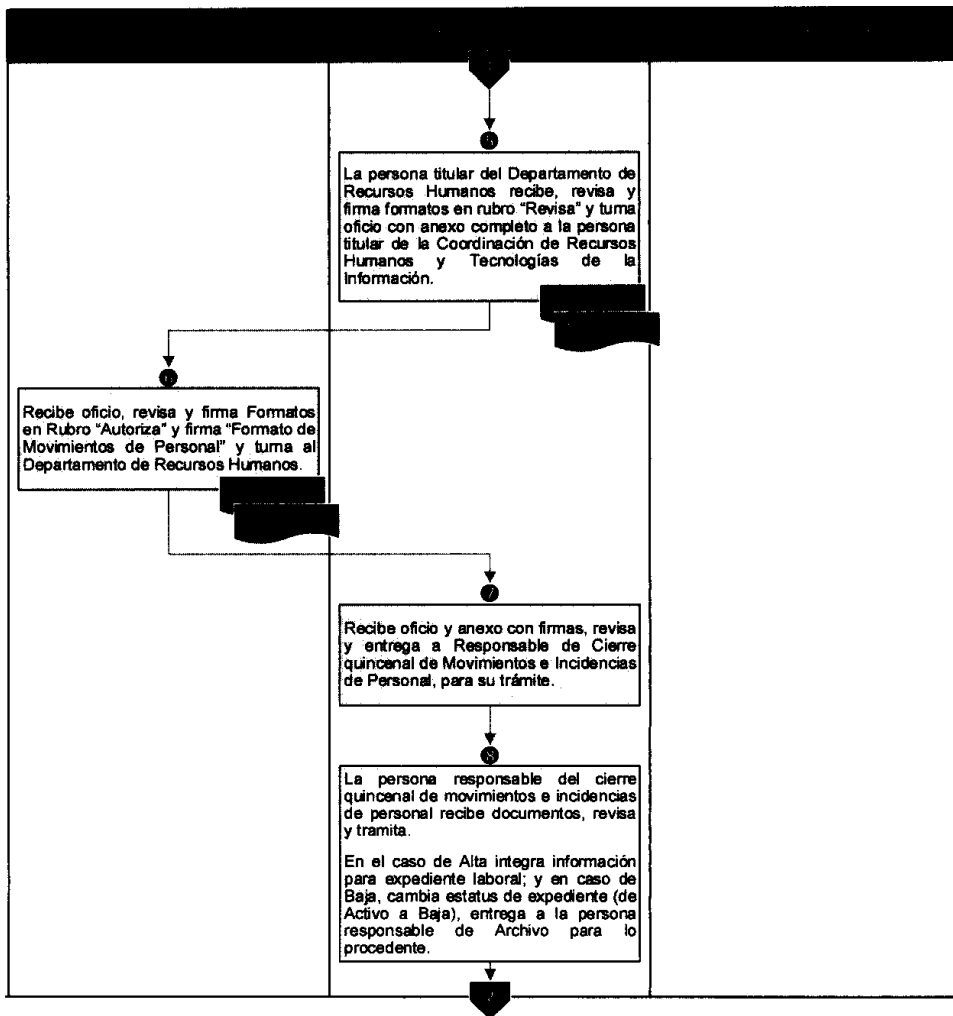 La persona titular del Departamento de
Recursos Humanos recibe, revisa y
firma formatos en rubro "Revisa" y turna
oficio con anexo completo a la persona
titular de la Coordinación de Recursos
Humanos y Tecnologías de la
Información.
6
Recibe oficio, revisa y firma Formatos
en Rubro "Autoriza" y firma "Formato de
Movimientos de Personal" y turna al
Departamento de Recursos Humanos.
7
Recibe oficio y anexo con firmas, revisa
y entrega a Responsable de Cierre
quincenal de Movimientos e Incidencias
de Personal, para su trámite.
8
La persona responsable del cierre
quincenal de movimientos e incidencias
de personal recibe documentos, revisa
y tramita.
En el caso de Alta integra información
para expediente laboral; y en caso de
Baja, cambia estatus de expediente (de
Activo a Baja), entrega a la persona
responsable de Archivo para lo
procedente.